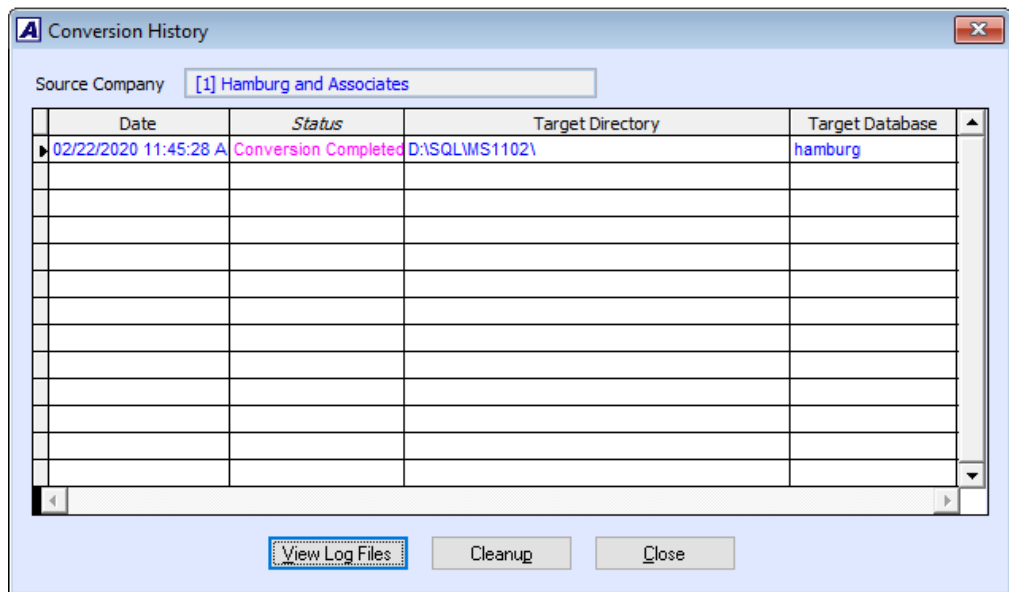 A Conversion History
Source Company [1] Hamburg and Associates
Date Status Target Directory Target Database
02/22/2020 11:45:28 A Conversion Completed D:\SQL\MS1102\ hamburg
View Log Files Cleanup Close